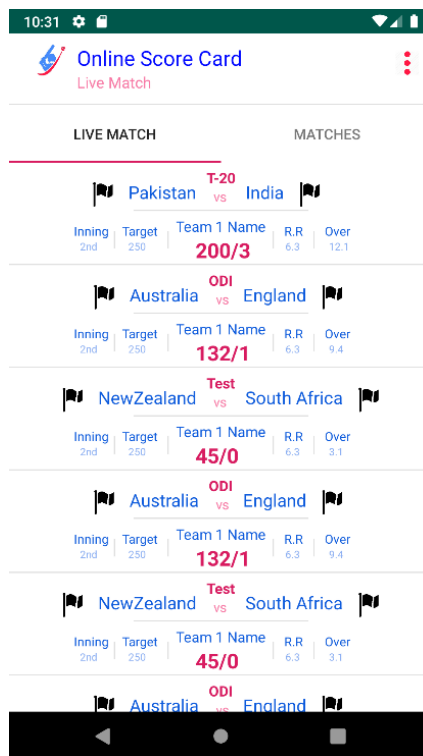 10:31
Online Score Card
Live Match
LIVE MATCH MATCHES
T-20
Pakistan vs India
Inning Target Team 1 Name R.R Over
2nd 250 200/3 6.3 12.1
ODI
Australia vs England
Inning Target Team 1 Name R.R Over
2nd 250 132/1 6.3 9.4
Test
NewZealand vs South Africa
Inning Target Team 1 Name R.R Over
2nd 250 45/0 6.3 3.1
ODI
Australia vs England
Inning Target Team 1 Name R.R Over
2nd 250 132/1 6.3 9.4
Test
NewZealand vs South Africa
Inning Target Team 1 Name R.R Over
2nd 250 45/0 6.3 3.1
ODI
Australia vs England